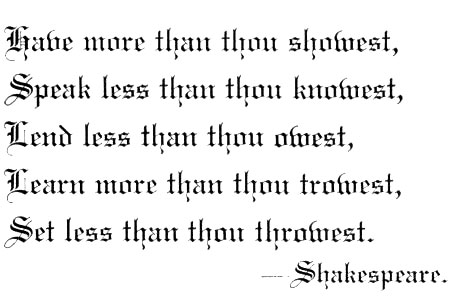 Have more than thou showest,
Speak less than thou knowest,
Lend less than thou owest,
Learn more than thou trowest,
Set less than thou throwest.
— Shakespeare.